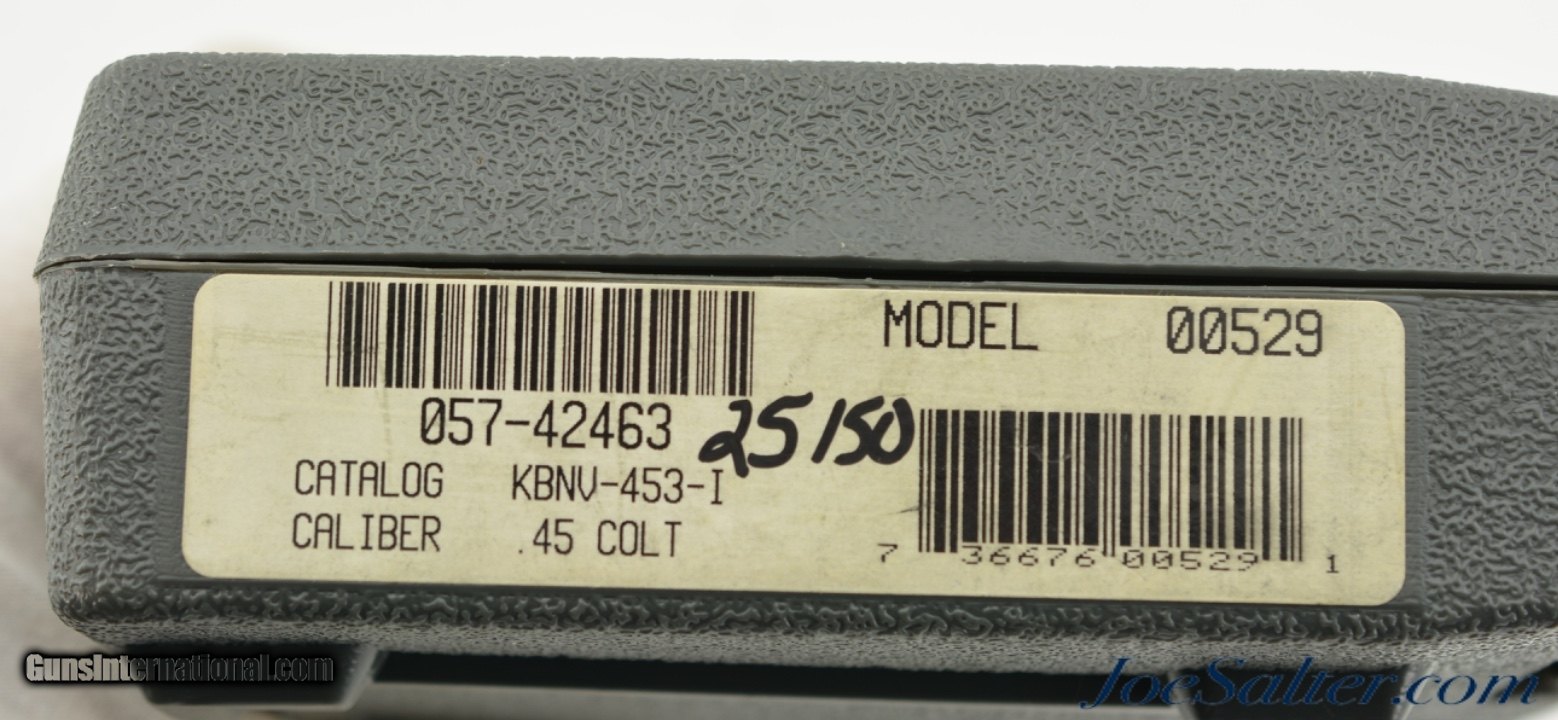 MODEL 00529
057-42463
25150
CATALOG KBNV-453-I
CALIBER .45 COLT
7 36676 00529 1
GunsInternational.com
JoeSalter.com